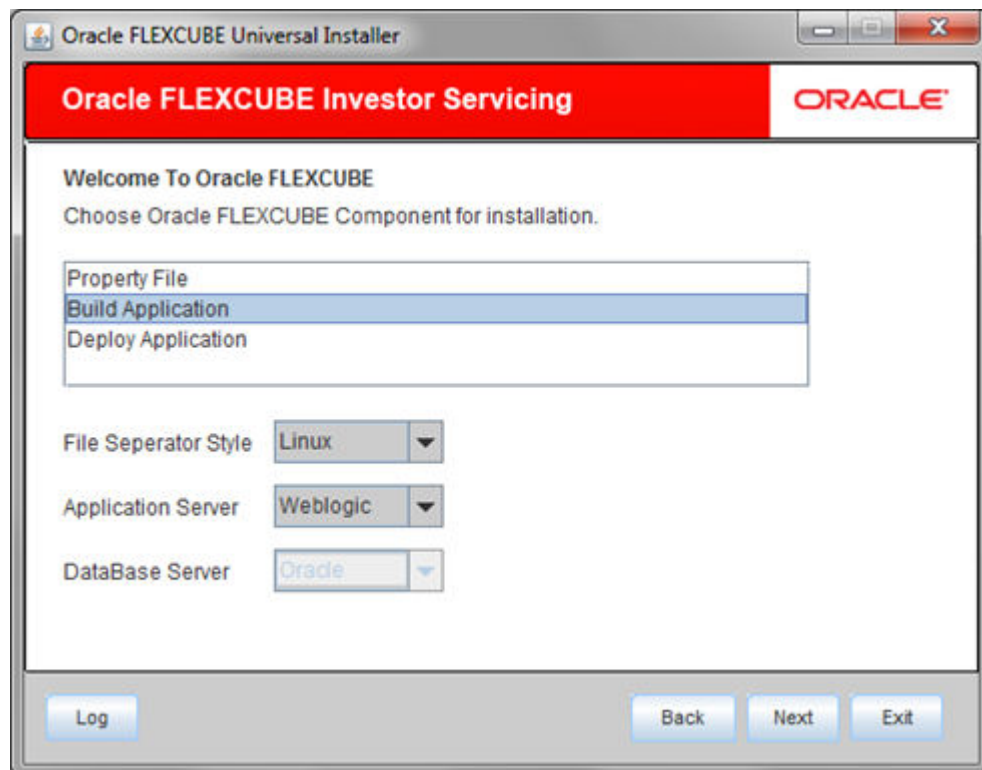 Oracle FLEXCUBE Universal Installer
Oracle FLEXCUBE Investor Servicing
ORACLE
Welcome To Oracle FLEXCUBE
Choose Oracle FLEXCUBE Component for installation.
Property File
Build Application
Deploy Application
File Seperator Style Linux
Application Server Weblogic
DataBase Server Oracle
Log Back Next Exit